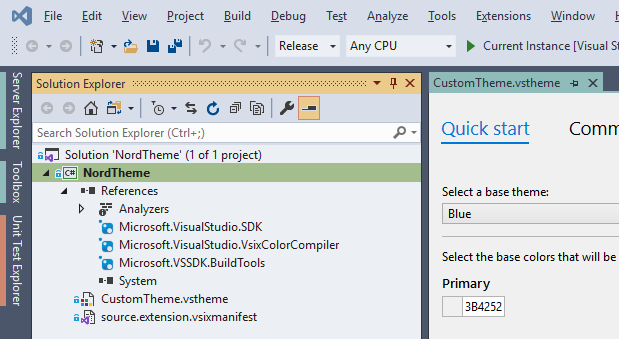 File Edit View Project Build Debug Test Analyze Tools Extensions Window
Release Any CPU Current Instance [Visual S
Server Explorer
Toolbox
Unit Test Explorer
Solution Explorer
Search Solution Explorer (Ctrl+;)
Solution 'NordTheme' (1 of 1 project)
C# NordTheme
References
Analyzers
Microsoft.VisualStudio.SDK
Microsoft.VisualStudio.VsixColorCompiler
Microsoft.VSSDK.BuildTools
System
CustomTheme.vstheme
source.extension.vsixmanifest
CustomTheme.vstheme
Quick start Comm
Select a base theme:
Blue
Select the base colors that will be
Primary
3B4252